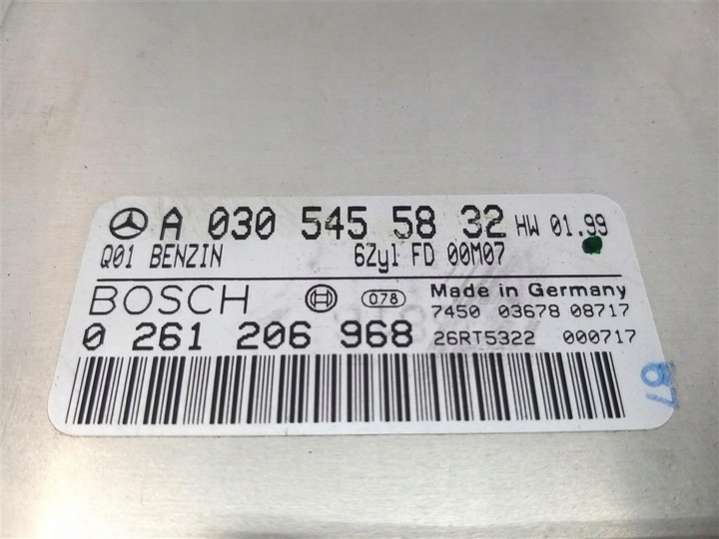 A 030 545 58 32 HW 01.99
Q01 BENZIN 6Zyl FD 00M07
BOSCH 078 Made in Germany
7450 03678 08717
0 261 206 968 26RT5322 000717